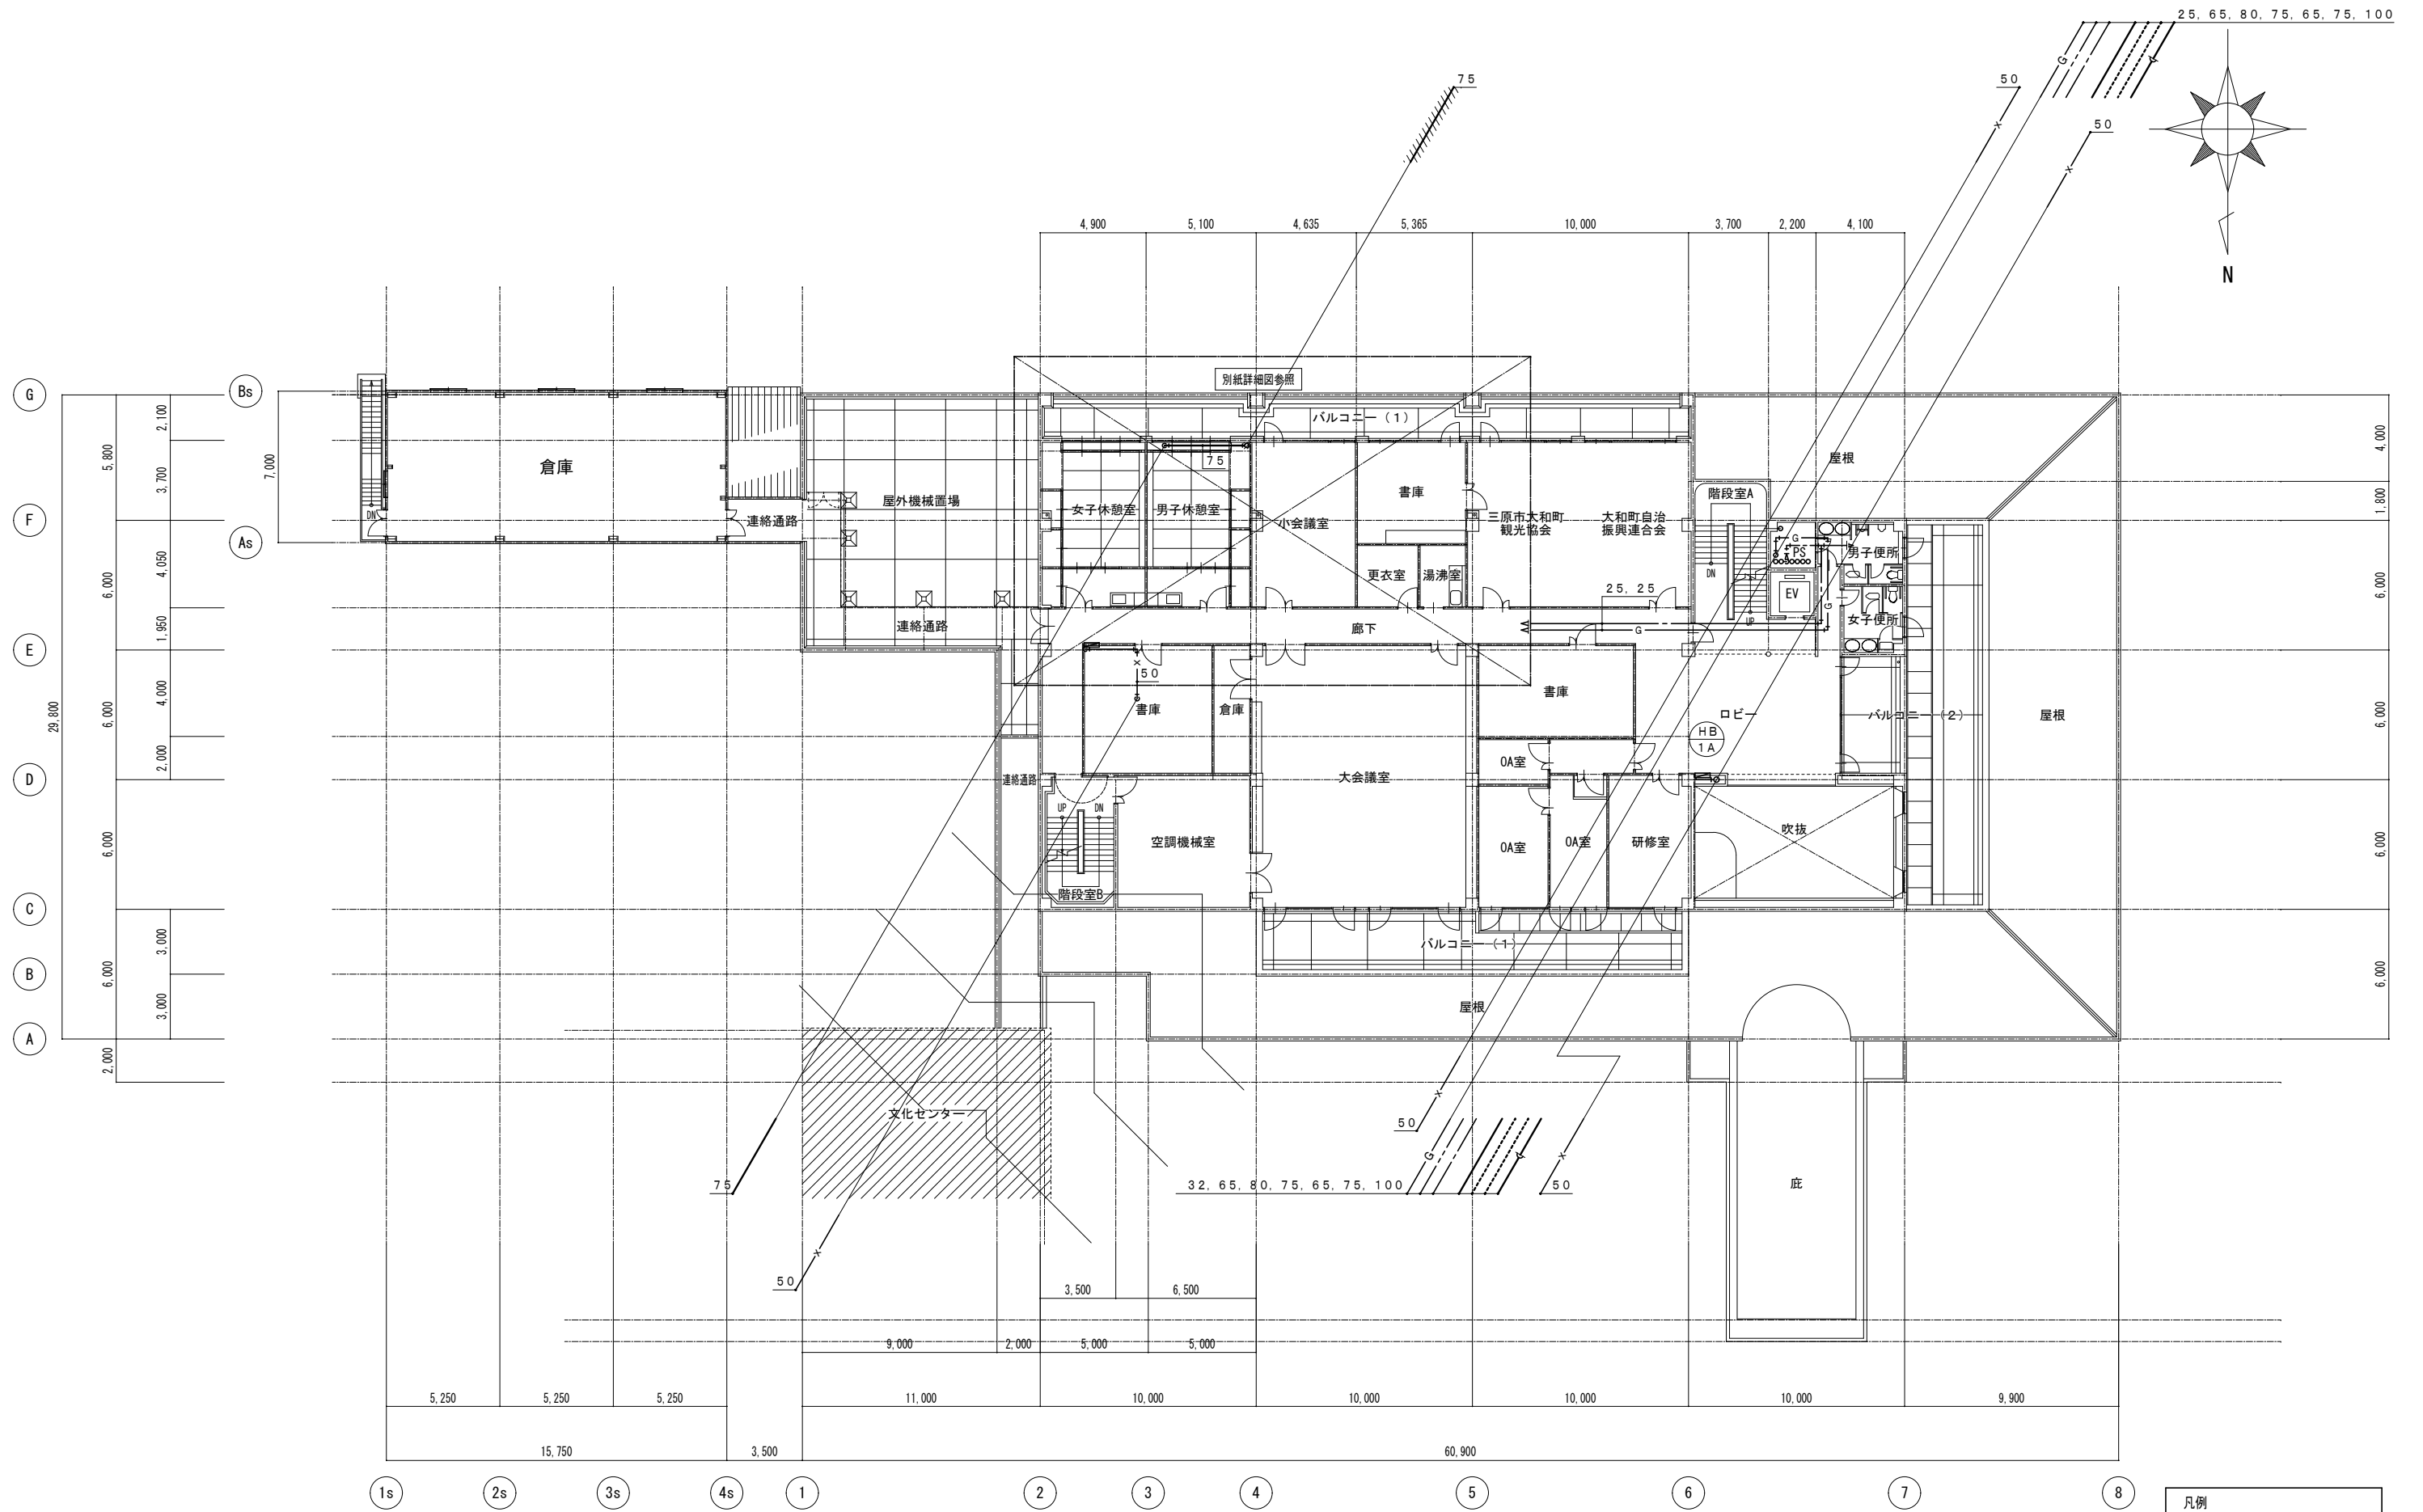 25, 65, 80, 75, 65, 75, 100
G
75
50
x
50
x
N
4,900
5,100
4,635
5,365
10,000
3,700
2,200
4,100
G
Bs
F
As
E
D
C
B
A
29,800
5,800
6,000
6,000
6,000
6,000
2,000
2,100
3,700
4,050
1,950
4,000
2,000
3,000
3,000
7,000
4,000
1,800
6,000
6,000
6,000
6,000
別紙詳細図参照
バルコニー（1）
倉庫
DN
連絡通路
屋外機械置場
連絡通路
75
女子休憩室
男子休憩室
小会議室
書庫
更衣室
湯沸室
三原市大和町
観光協会
大和町自治
振興連合会
階段室A
DN
UP
屋根
G
PS
男子便所
EV
G
女子便所
25, 25
G
廊下
x
50
書庫
倉庫
書庫
ロビー
HB
1A
バルコニー（2）
屋根
連絡通路
大会議室
OA室
OA室
OA室
研修室
吹抜
UP
DN
空調機械室
階段室B
バルコニー（1）
屋根
文化センター
75
x
50
x
50
G
32, 65, 80, 75, 65, 75, 100
x
50
庇
3,500
6,500
9,000
2,000
5,000
5,000
5,250
5,250
5,250
11,000
10,000
10,000
10,000
10,000
9,900
15,750
3,500
60,900
1s
2s
3s
4s
1
2
3
4
5
6
7
8
凡例